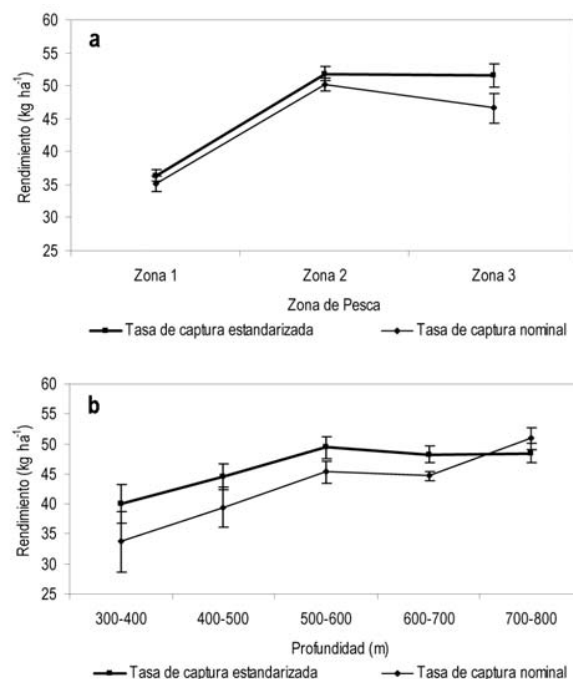 a
Rendimiento (kg ha-1)
60
55
50
45
40
35
30
25
Zona 1 Zona 2 Zona 3
Zona de Pesca
Tasa de captura estandarizada Tasa de captura nominal
b
Rendimiento (kg ha-1)
60
55
50
45
40
35
30
25
300-400 400-500 500-600 600-700 700-800
Profundidad (m)
Tasa de captura estandarizada Tasa de captura nominal